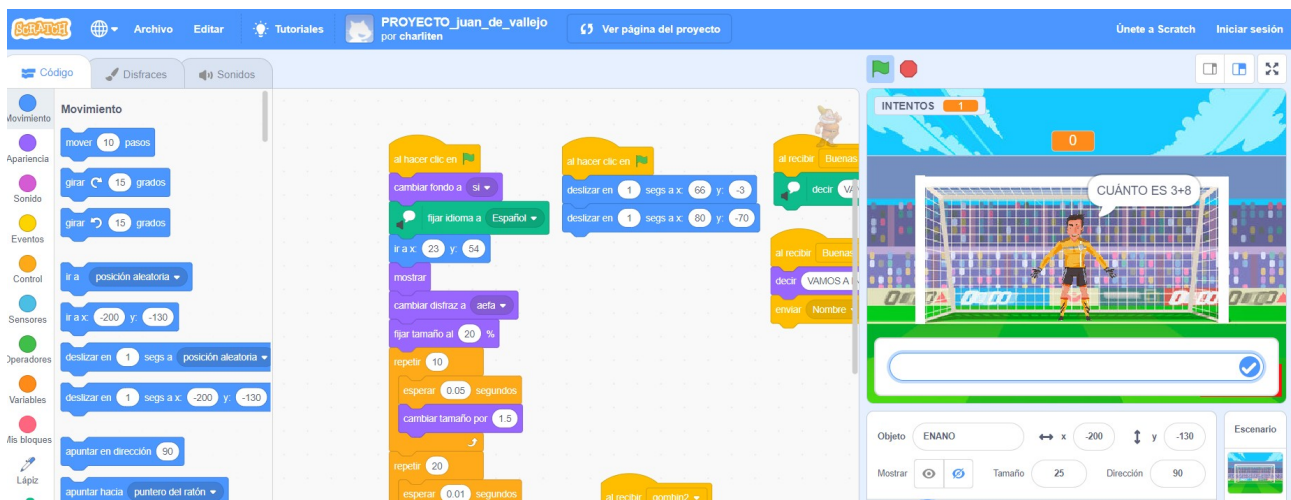 SCRATCH
Archivo
Editar
Tutoriales
PROYECTO_juan_de_vallejo
por charliten
Ver página del proyecto
Únete a Scratch
Iniciar sesión
Código
Disfraces
Sonidos
Movimiento
Apariencia
Sonido
Eventos
Control
Sensores
Operadores
Variables
Mis bloques
Lápiz
Movimiento
mover 10 pasos
girar 15 grados
girar 15 grados
ir a posición aleatoria
ir a x: -200 y: -130
deslizar en 1 segs a posición aleatoria
deslizar en 1 segs a x: -200 y: -130
apuntar en dirección 90
apuntar hacia puntero del ratón
al hacer clic en
cambiar fondo a si
fijar idioma a Español
ir a x: 23 y: 54
mostrar
cambiar disfraz a aefa
fijar tamaño al 20 %
repetir 10
esperar 0.05 segundos
cambiar tamaño por 1.5
repetir 20
esperar 0.01 segundos
al hacer clic en
deslizar en 1 segs a x: 66 y: -3
deslizar en 1 segs a x: 80 y: -70
al recibir gombin2
al recibir Buenas
decir VA
al recibir Buenas
decir VAMOS A
enviar Nombre
INTENTOS 1
0
CUÁNTO ES 3+8
Objeto ENANO x -200 y -130
Mostrar Tamaño 25 Dirección 90
Escenario